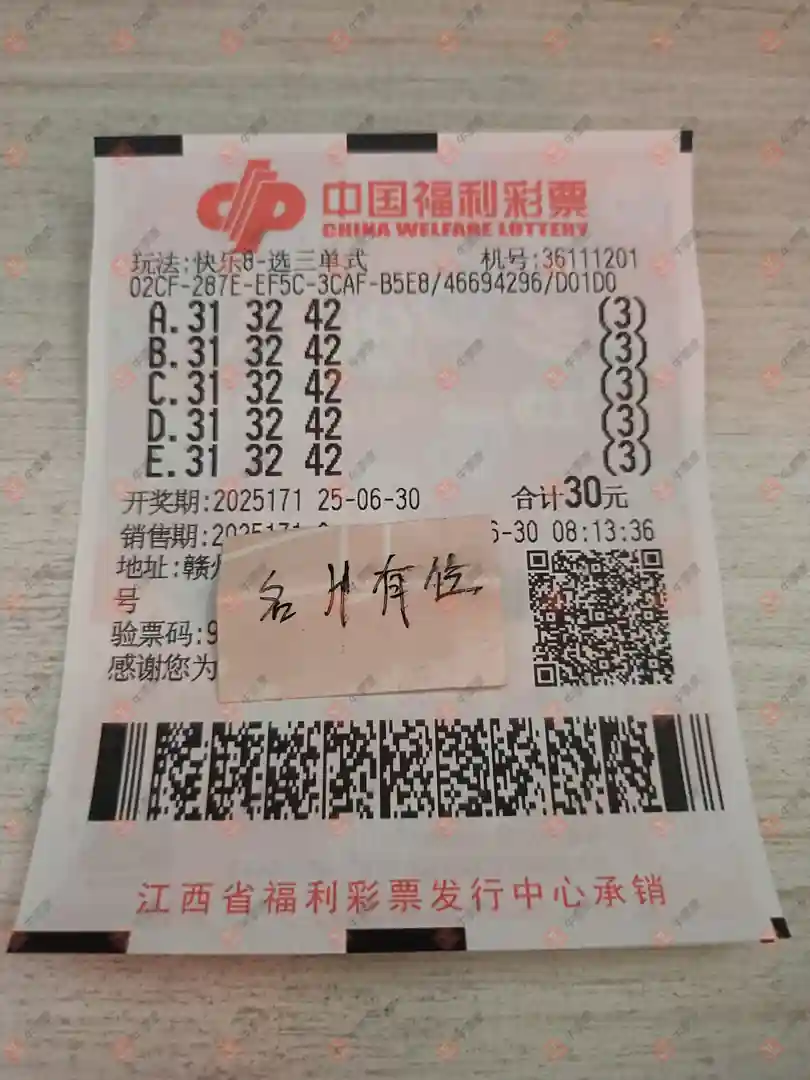 中国福利彩票
CHINA WELFARE LOTTERY
玩法:快乐8-选三单式 机号:36111201
02CF-287E-EF5C-3CAF-B5E8/46694296/D01D0
A.31 32 42 (3)
B.31 32 42 (3)
C.31 32 42 (3)
D.31 32 42 (3)
E.31 32 42 (3)
开奖期:2025171 25-06-30 合计30元
销售期:2025171 6-30 08:13:36
地址:赣州
号
名片有位
验票码:9
感谢您为
江西省福利彩票发行中心承销